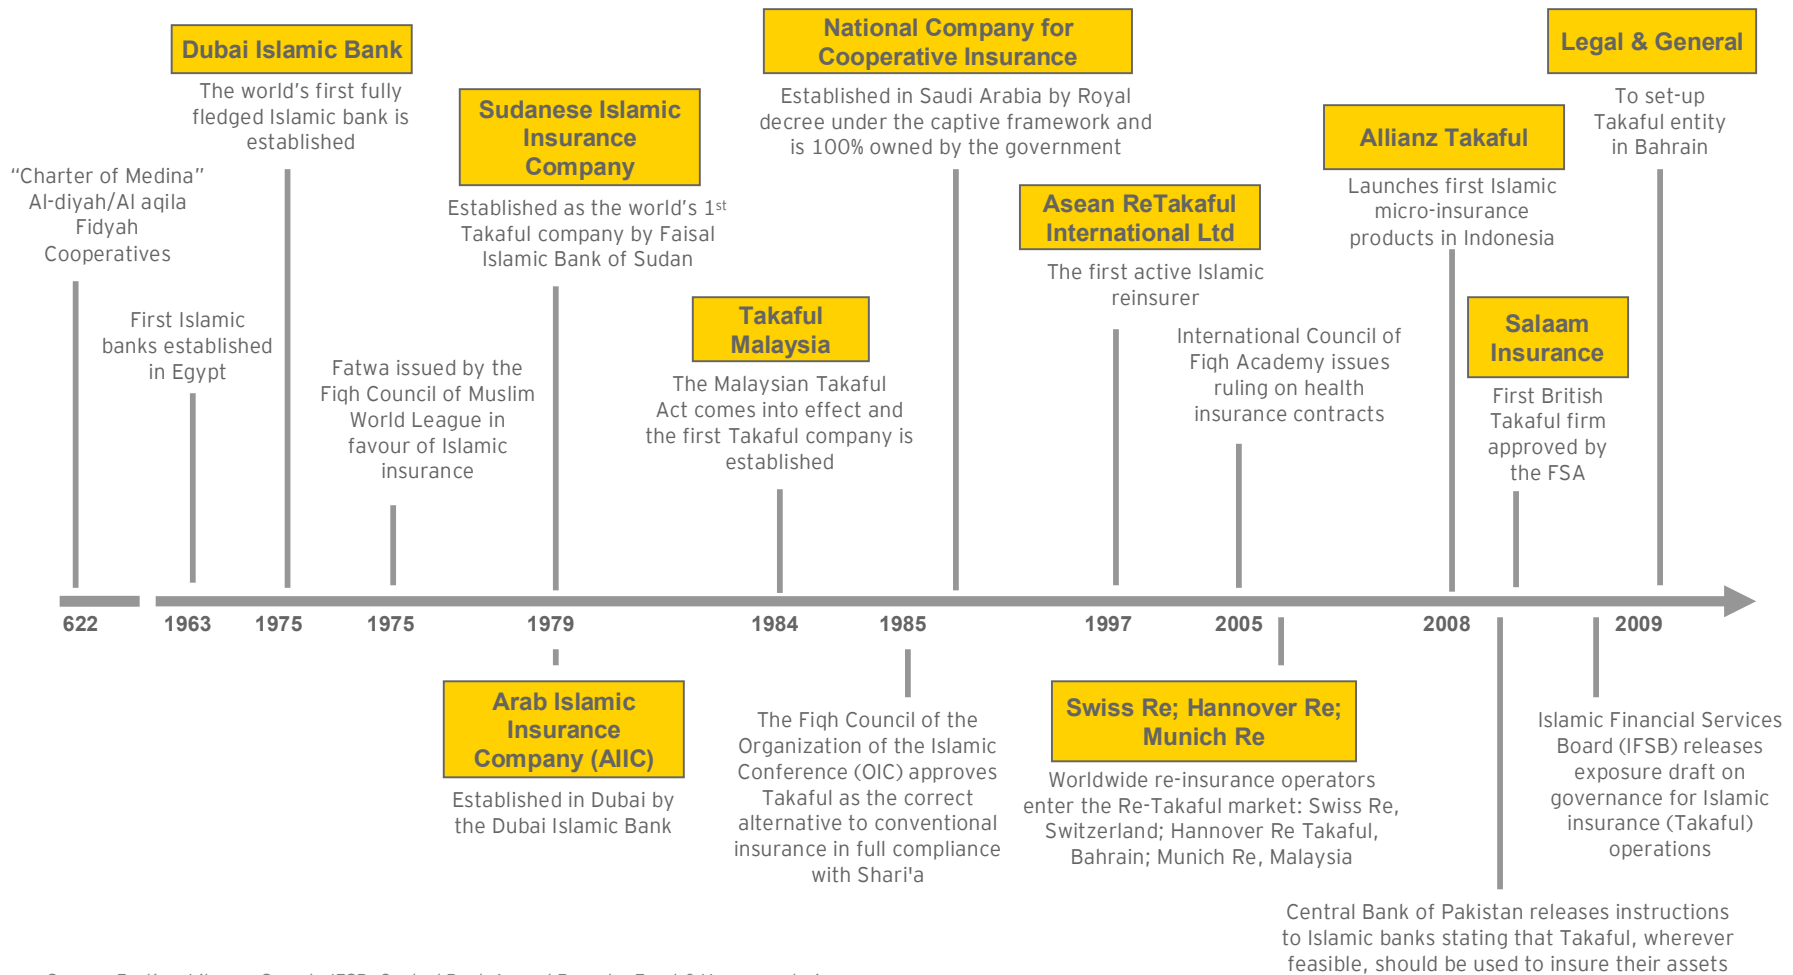 Dubai Islamic Bank
The world’s first fully
fledged Islamic bank is
established
“Charter of Medina”
Al-diyah/Al aqila
Fidyah
Cooperatives
First Islamic
banks established
in Egypt
Fatwa issued by the
Fiqh Council of Muslim
World League in
favour of Islamic
insurance
Sudanese Islamic
Insurance
Company
Established as the world’s 1st
Takaful company by Faisal
Islamic Bank of Sudan
Takaful
Malaysia
The Malaysian Takaful
Act comes into effect and
the first Takaful company is
established
National Company for
Cooperative Insurance
Established in Saudi Arabia by Royal
decree under the captive framework and
is 100% owned by the government
Asean ReTakaful
International Ltd
The first active Islamic
reinsurer
International Council of
Fiqh Academy issues
ruling on health
insurance contracts
Allianz Takaful
Launches first Islamic
micro-insurance
products in Indonesia
Salaam
Insurance
First British
Takaful firm
approved by
the FSA
Legal & General
To set-up
Takaful entity
in Bahrain
622 1963 1975 1975 1979 1984 1985 1997 2005 2008 2009
Arab Islamic
Insurance
Company (AIIC)
Established in Dubai by
the Dubai Islamic Bank
The Fiqh Council of the
Organization of the Islamic
Conference (OIC) approves
Takaful as the correct
alternative to conventional
insurance in full compliance
with Shari'a
Swiss Re; Hannover Re;
Munich Re
Worldwide re-insurance operators
enter the Re-Takaful market: Swiss Re,
Switzerland; Hannover Re Takaful,
Bahrain; Munich Re, Malaysia
Islamic Financial Services
Board (IFSB) releases
exposure draft on
governance for Islamic
insurance (Takaful)
operations
Central Bank of Pakistan releases instructions
to Islamic banks stating that Takaful, wherever
feasible, should be used to insure their assets